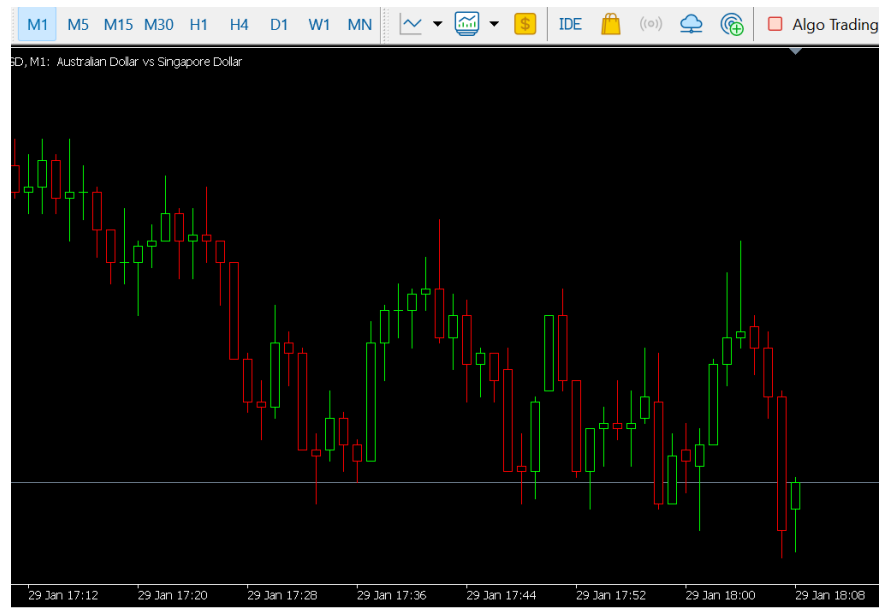 M1 M5 M15 M30 H1 H4 D1 W1 MN $ IDE Algo Trading
SD, M1: Australian Dollar vs Singapore Dollar
29 Jan 17:12 29 Jan 17:20 29 Jan 17:28 29 Jan 17:36 29 Jan 17:44 29 Jan 17:52 29 Jan 18:00 29 Jan 18:08